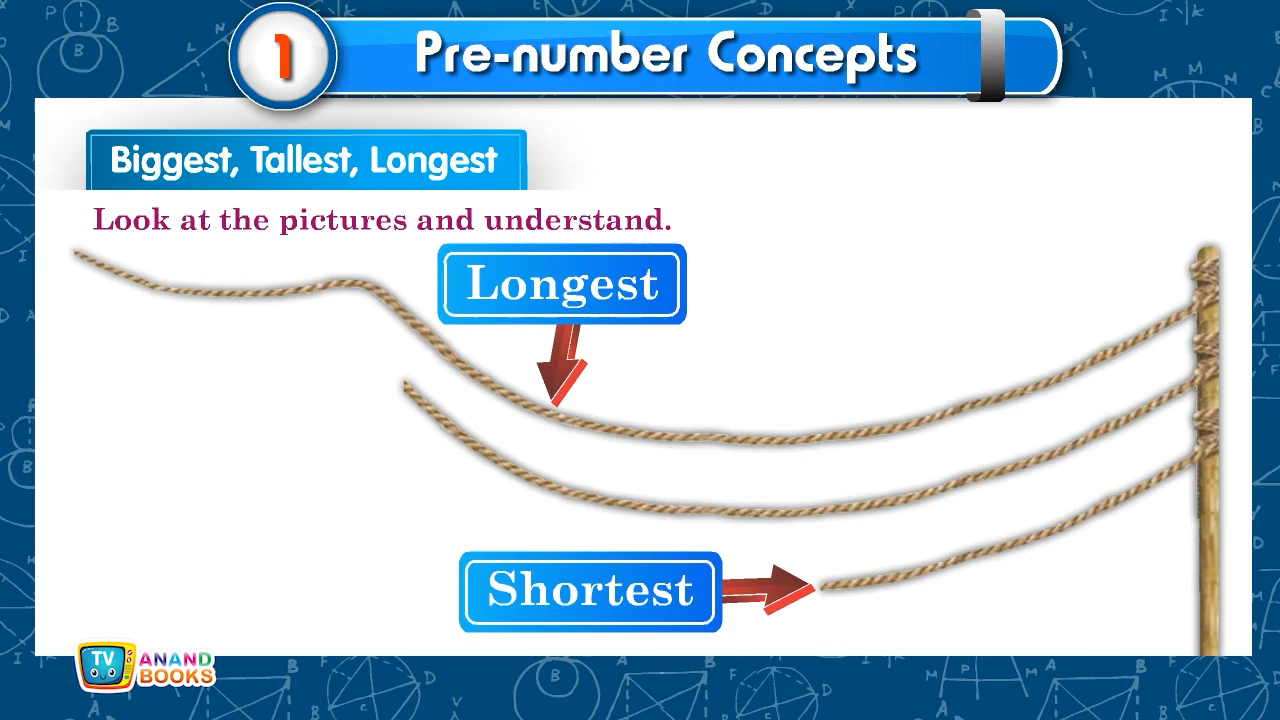 1
Pre-number Concepts
Biggest, Tallest, Longest
Look at the pictures and understand.
Longest
Shortest
TV
ANAND
BOOKS